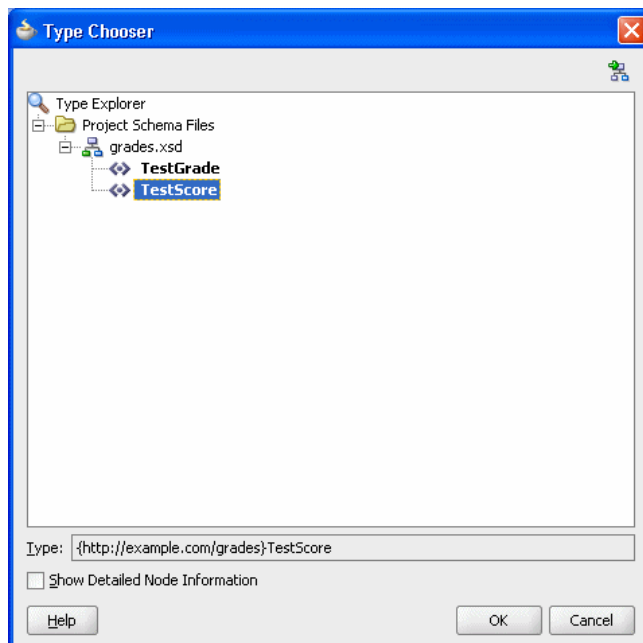 Type Chooser
Type Explorer
Project Schema Files
grades.xsd
TestGrade
TestScore
Type: {http://example.com/grades}TestScore
Show Detailed Node Information
Help OK Cancel